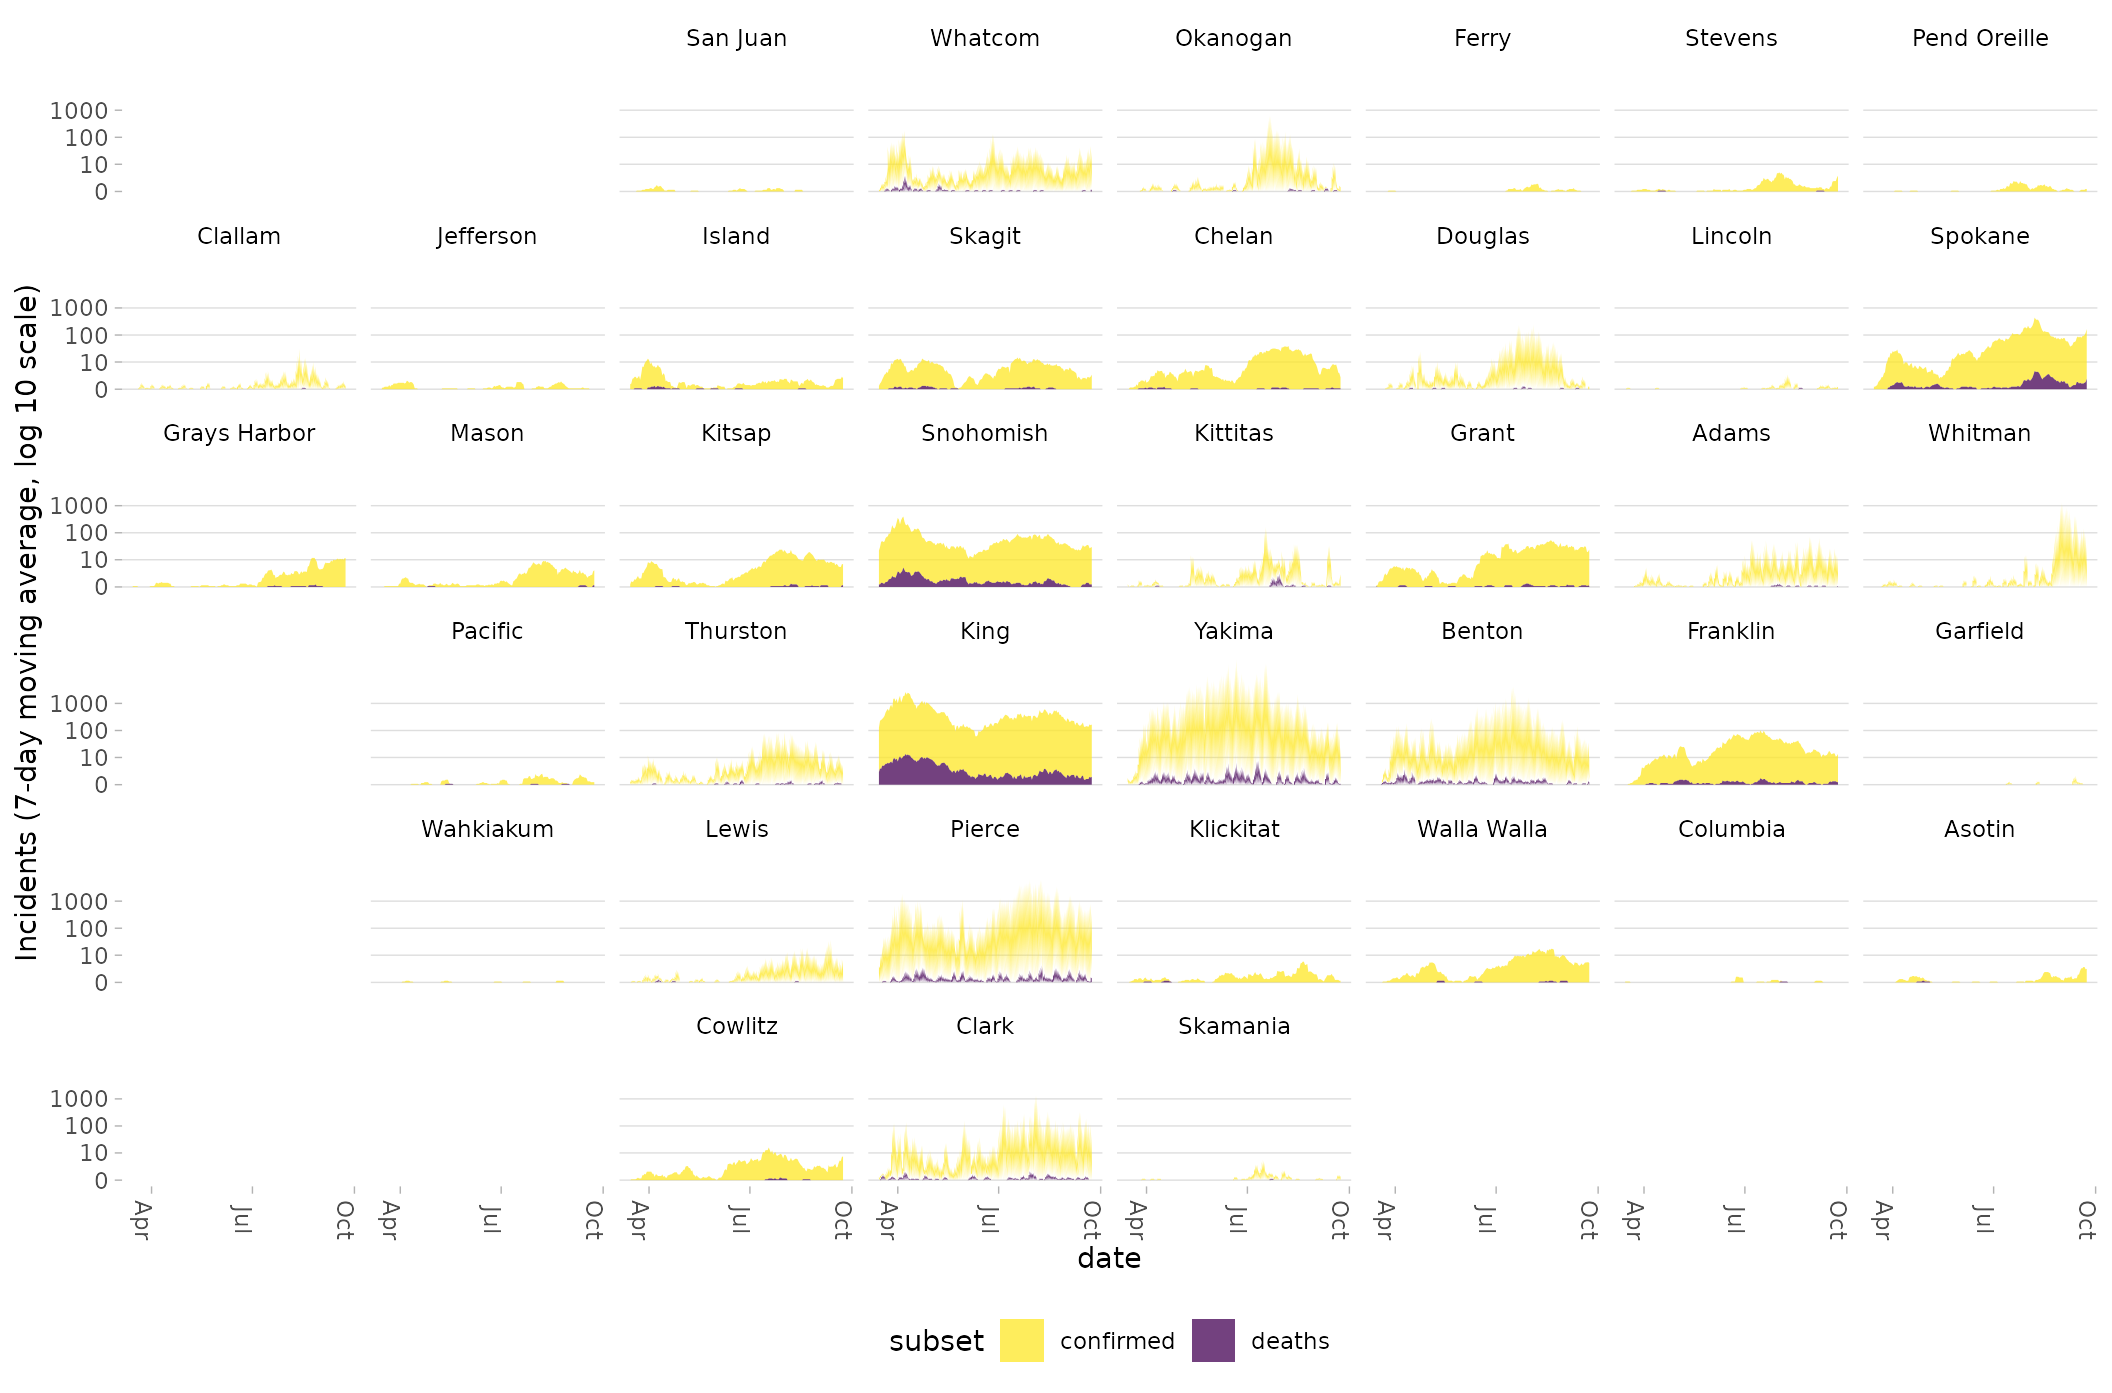 San Juan Whatcom Okanogan Ferry Stevens Pend Oreille
1000
100
10
0
Clallam Jefferson Island Skagit Chelan Douglas Lincoln Spokane
1000
100
10
0
Grays Harbor Mason Kitsap Snohomish Kittitas Grant Adams Whitman
1000
100
10
0
Pacific Thurston King Yakima Benton Franklin Garfield
1000
100
10
0
Wahkiakum Lewis Pierce Klickitat Walla Walla Columbia Asotin
1000
100
10
0
Cowlitz Clark Skamania
1000
100
10
0
Incidents (7-day moving average, log 10 scale)
Apr Jul Oct Apr Jul Oct Apr Jul Oct Apr Jul Oct Apr Jul Oct Apr Jul Oct Apr Jul Oct Apr Jul Oct
date
subset confirmed deaths